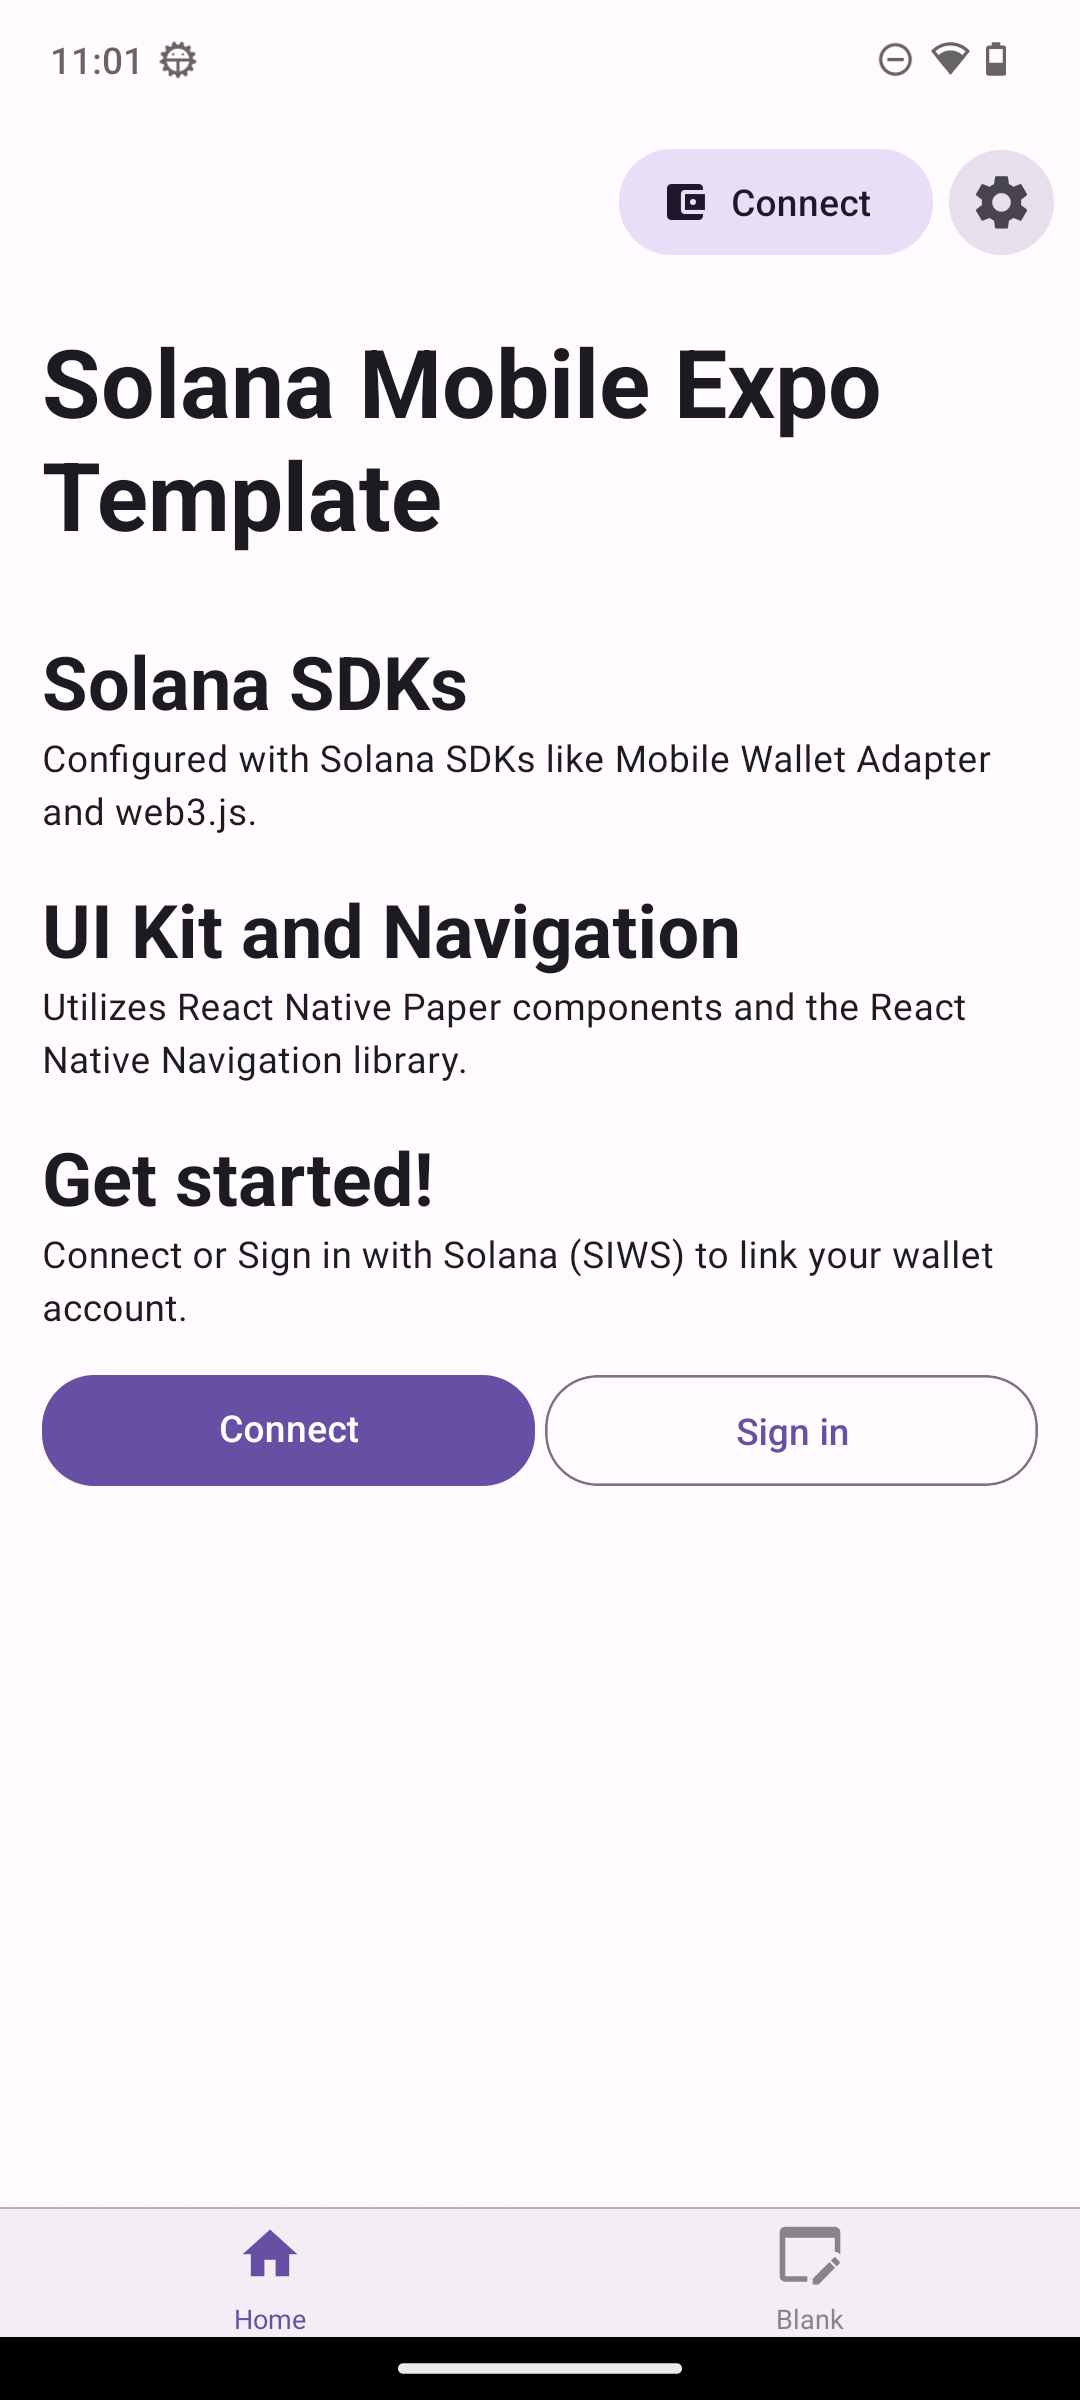 11:01
Connect
Solana Mobile Expo
Template
Solana SDKs
Configured with Solana SDKs like Mobile Wallet Adapter
and web3.js.
UI Kit and Navigation
Utilizes React Native Paper components and the React
Native Navigation library.
Get started!
Connect or Sign in with Solana (SIWS) to link your wallet
account.
Connect
Sign in
Home
Blank